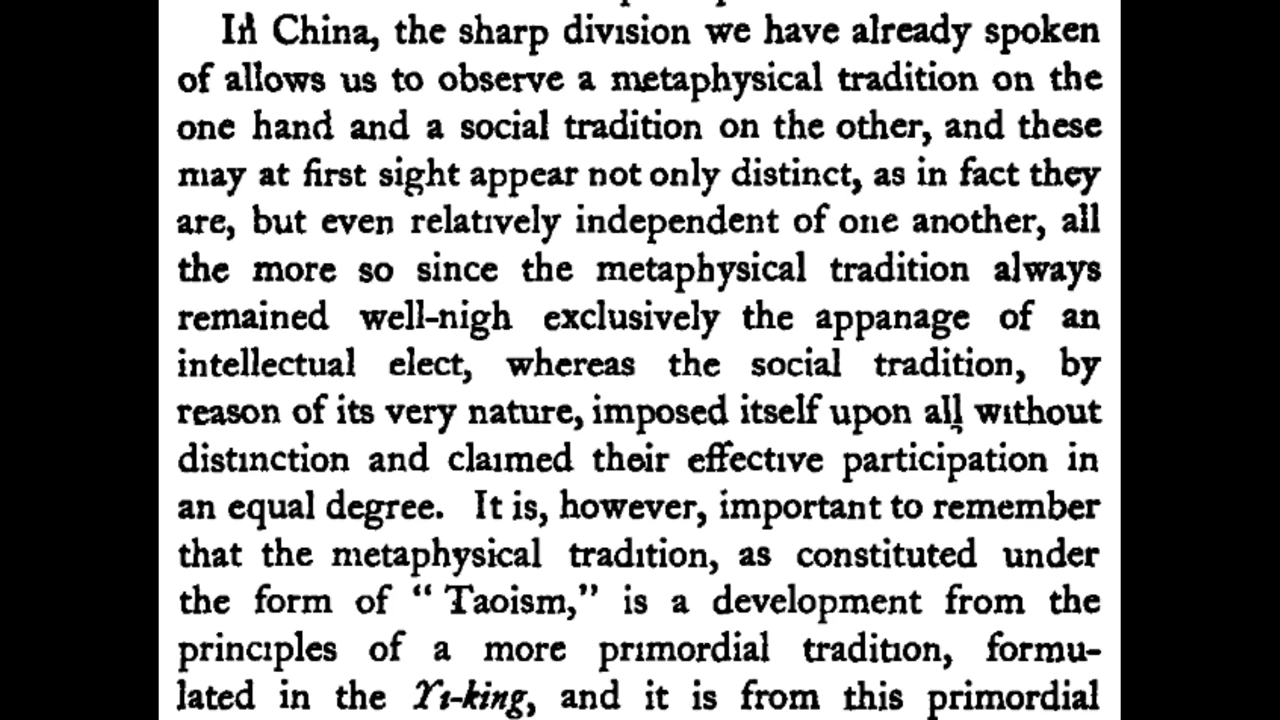 In China, the sharp division we have already spoken
of allows us to observe a metaphysical tradition on the
one hand and a social tradition on the other, and these
may at first sight appear not only distinct, as in fact they
are, but even relatively independent of one another, all
the more so since the metaphysical tradition always
remained well-nigh exclusively the appanage of an
intellectual elect, whereas the social tradition, by
reason of its very nature, imposed itself upon all without
distinction and claimed their effective participation in
an equal degree. It is, however, important to remember
that the metaphysical tradition, as constituted under
the form of “Taoism,” is a development from the
principles of a more primordial tradition, formu-
lated in the Yi-king, and it is from this primordial